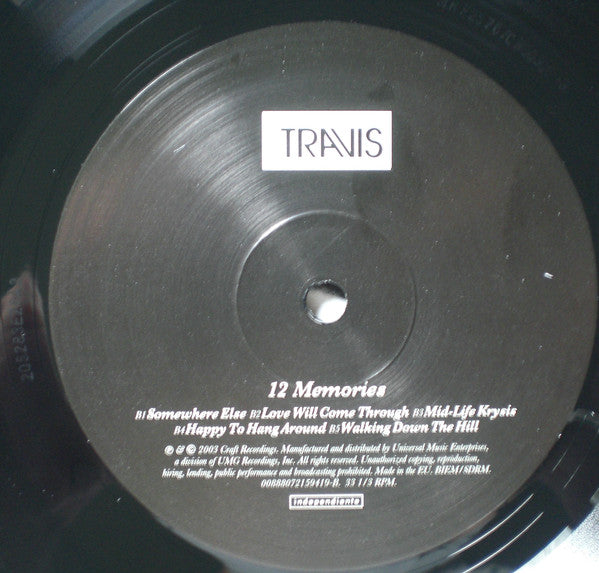 TRAVIS
12 Memories
B1 Somewhere Else B2 Love Will Come Through B3 Mid-Life Krysis
B4 Happy To Hang Around B5 Walking Down The Hill
℗ & © 2003 Craft Recordings. Manufactured and distributed by Universal Music Enterprises,
a division of UMG Recordings, Inc. All rights reserved. Unauthorized copying, reproduction,
hiring, lending, public performance and broadcasting prohibited. Made in the EU. BIEM/SDRM.
00888072159419-B. 33 1/3 RPM.
independiente